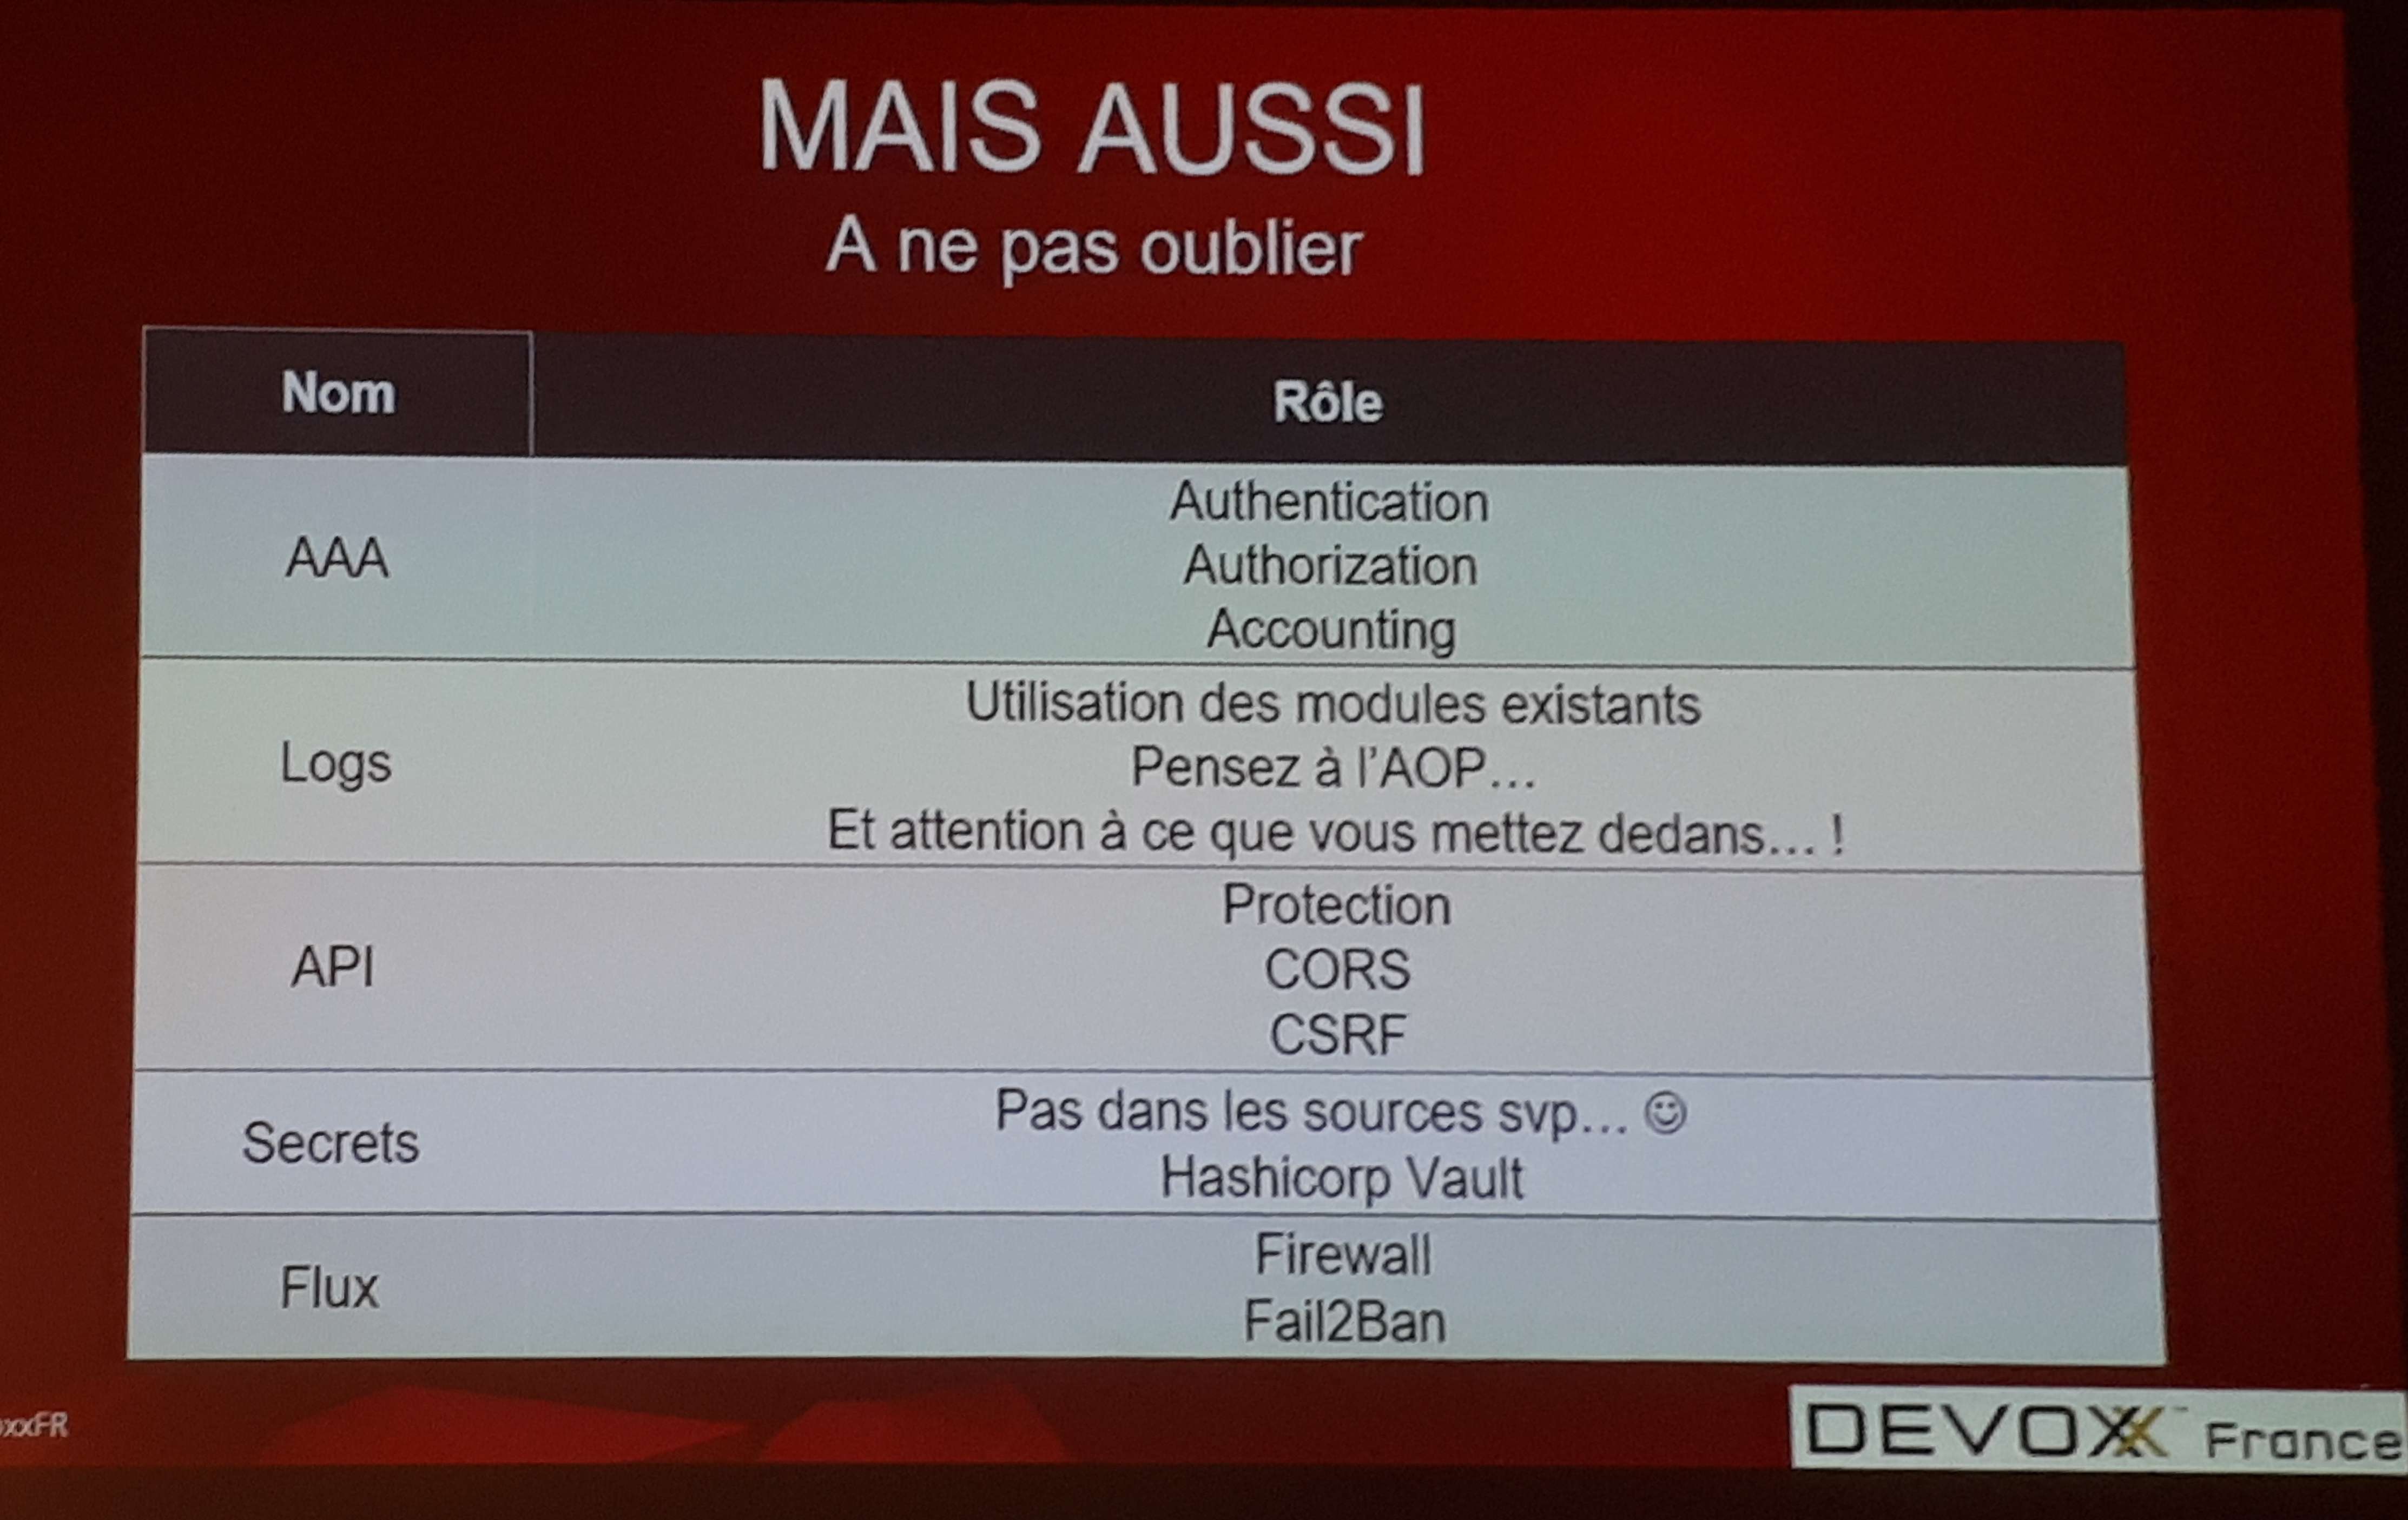 MAIS AUSSI
A ne pas oublier
Nom
Rôle
AAA
Authentication
Authorization
Accounting
Logs
Utilisation des modules existants
Pensez à l'AOP...
Et attention à ce que vous mettez dedans... !
API
Protection
CORS
CSRF
Secrets
Pas dans les sources svp... ☺
Hashicorp Vault
Flux
Firewall
Fail2Ban
xxFR
DEVOXX™ France